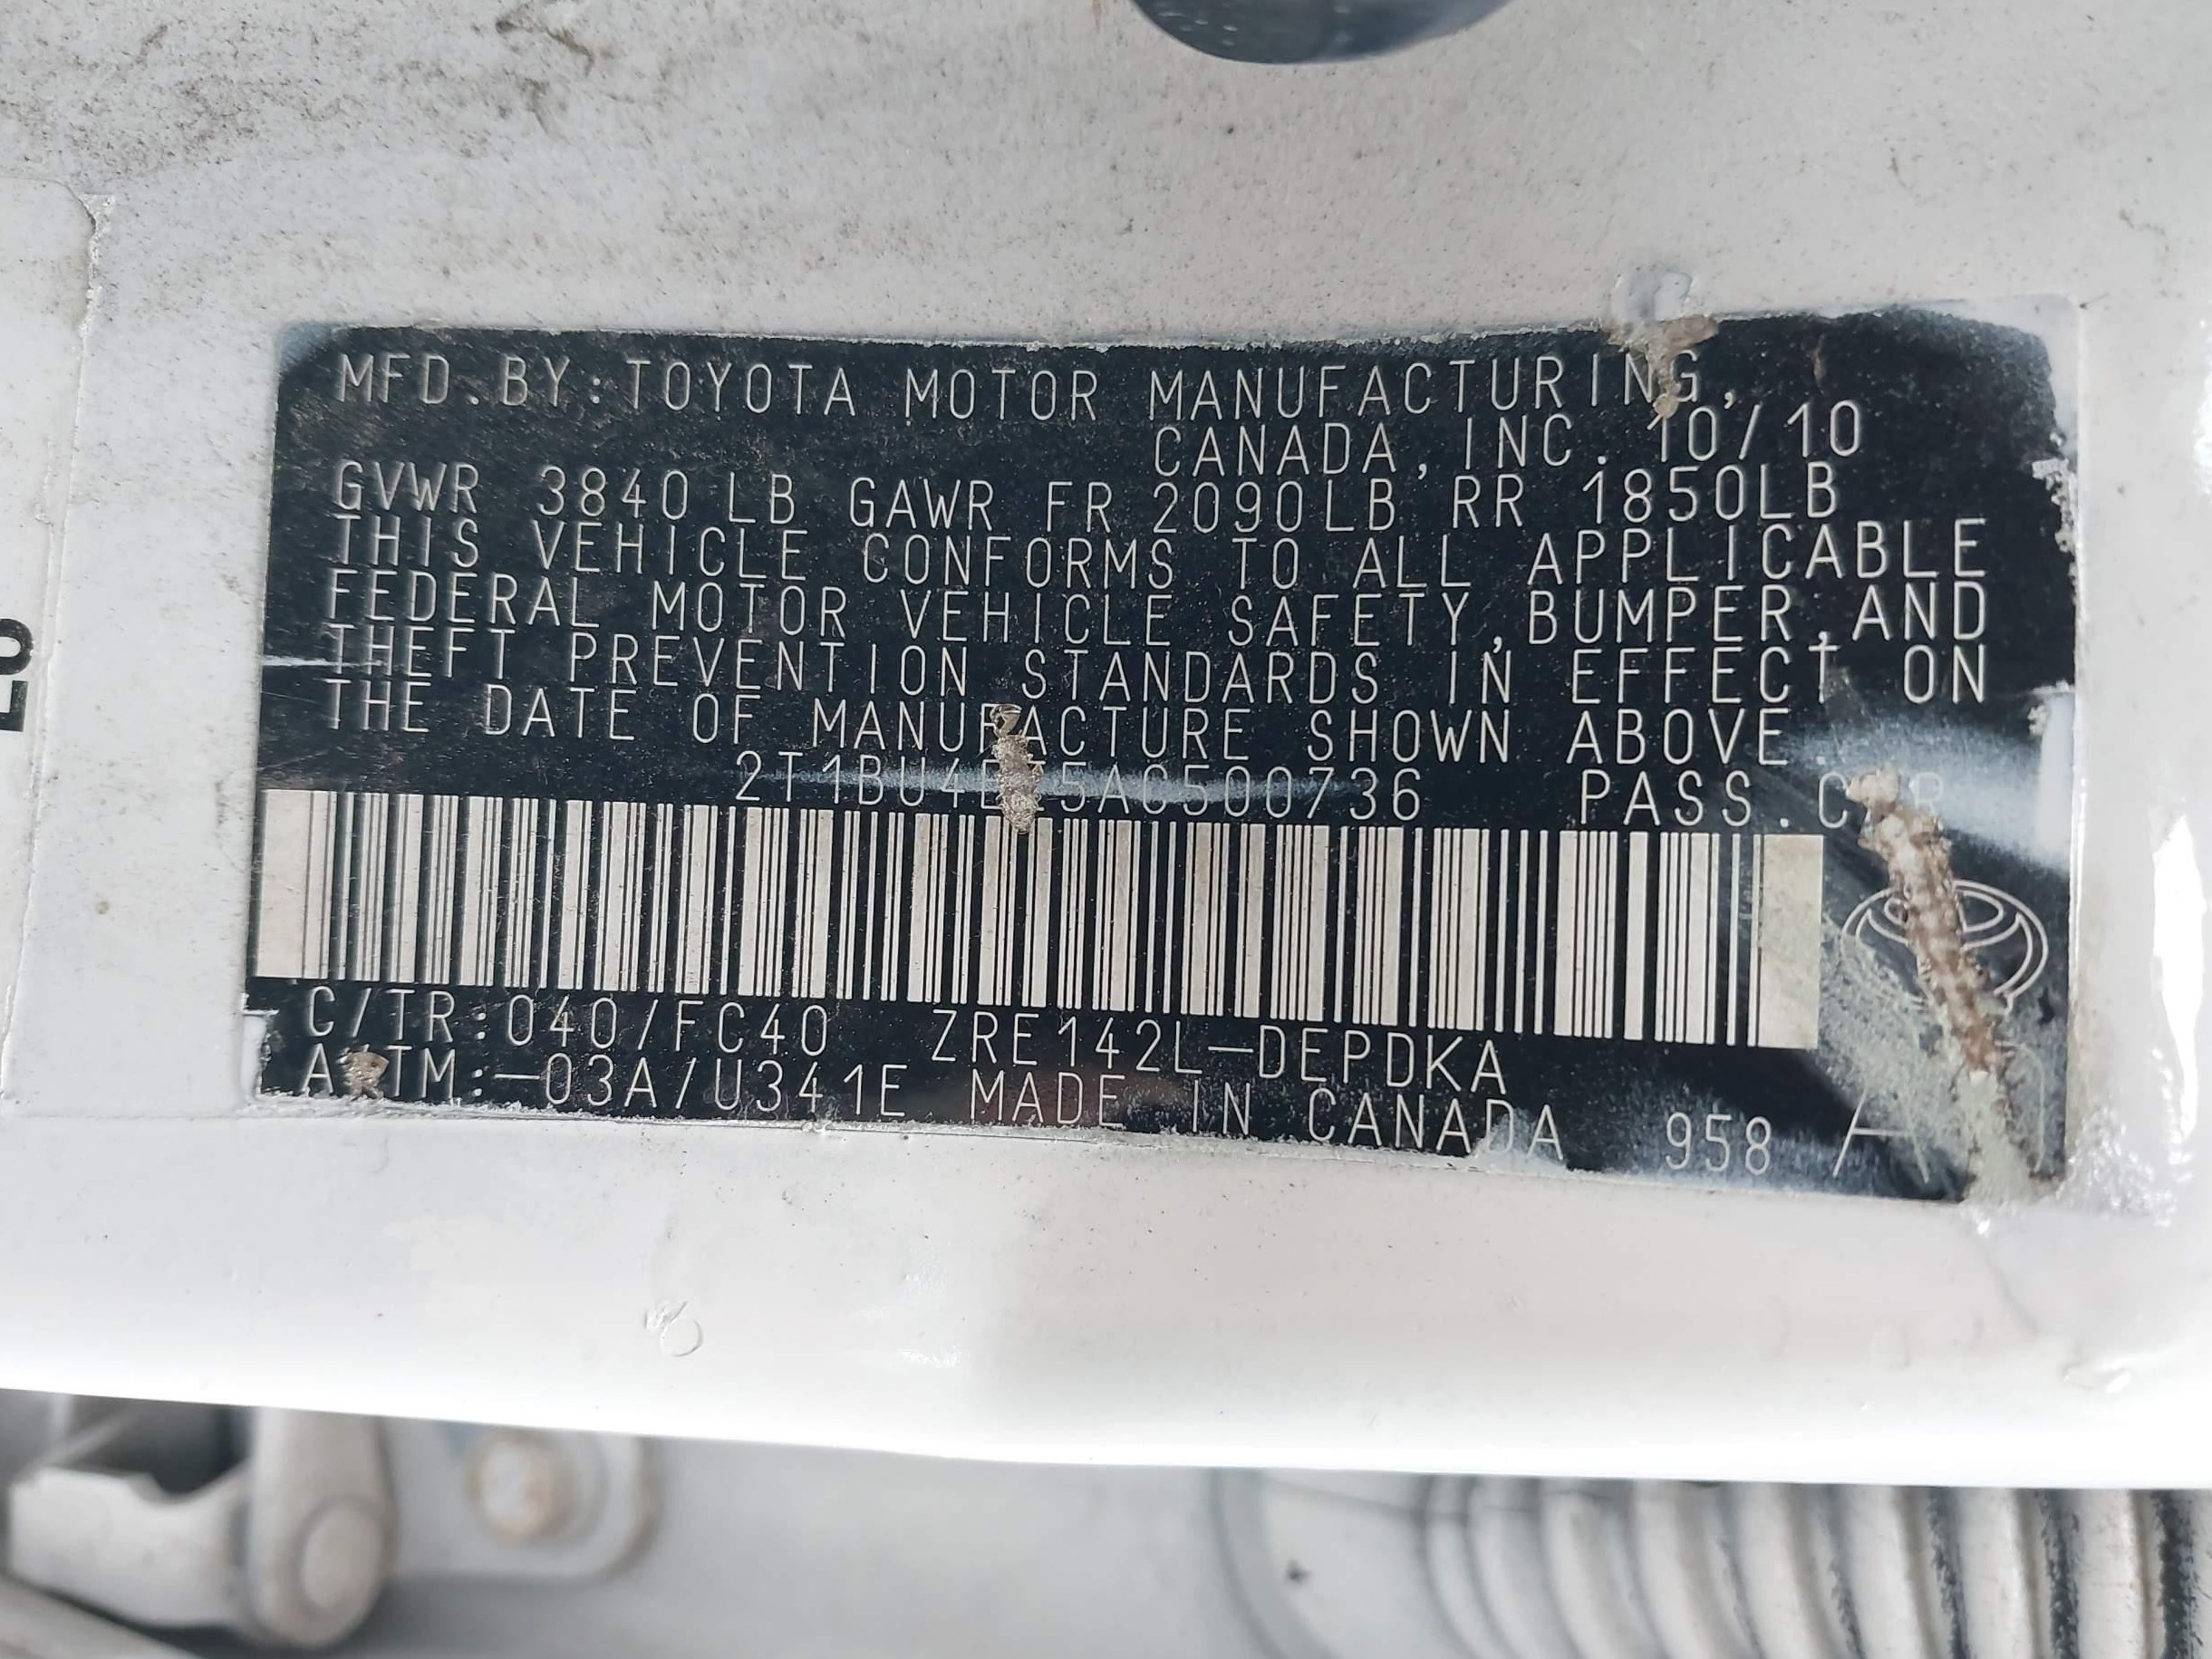 MFD.BY:TOYOTA MOTOR MANUFACTURING,
CANADA,INC. 10/10
GVWR 3840LB GAWR FR 2090LB RR 1850LB
THIS VEHICLE CONFORMS TO ALL APPLICABLE
FEDERAL MOTOR VEHICLE SAFETY,BUMPER,AND
THEFT PREVENTION STANDARDS IN EFFECT ON
THE DATE OF MANUFACTURE SHOWN ABOVE.
PASS.
C/TR:040/FC40 ZRE142L-DEPDKA
A/TM:-03A/U341E MADE IN CANADA 958